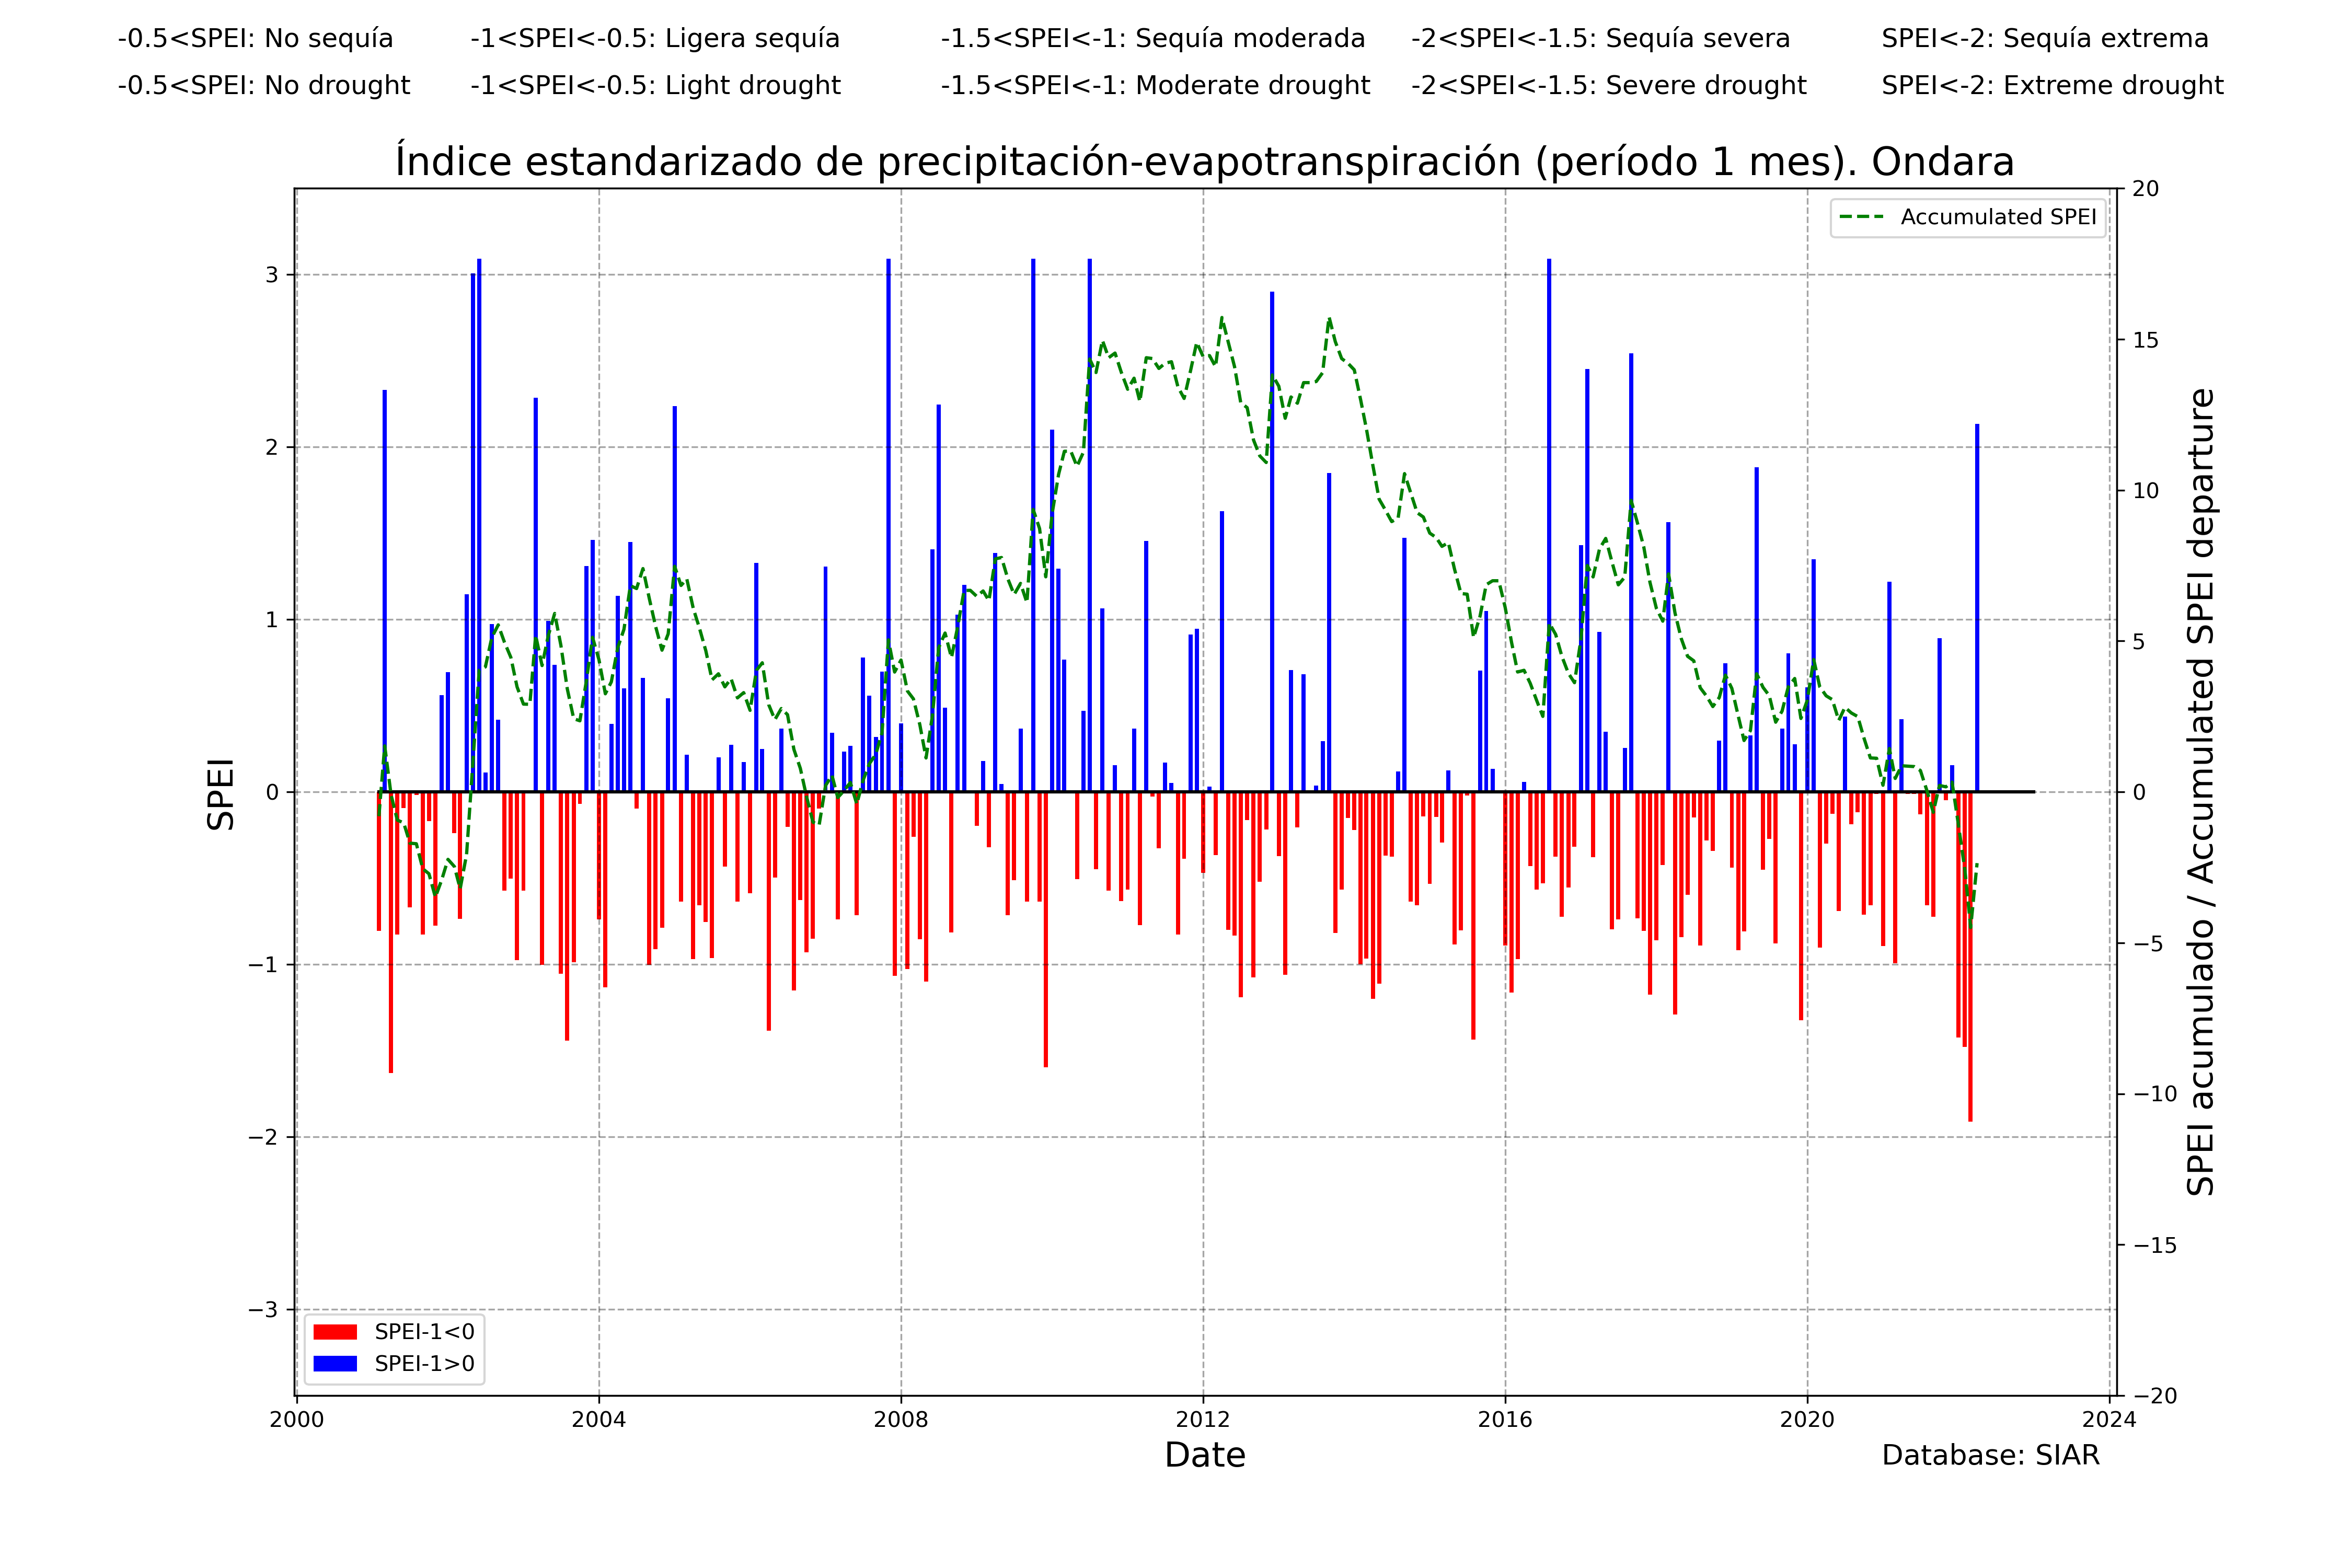 -0.5<SPEI: No sequía -1<SPEI<-0.5: Ligera sequía -1.5<SPEI<-1: Sequía moderada -2<SPEI<-1.5: Sequía severa SPEI<-2: Sequía extrema
-0.5<SPEI: No drought -1<SPEI<-0.5: Light drought -1.5<SPEI<-1: Moderate drought -2<SPEI<-1.5: Severe drought SPEI<-2: Extreme drought
Índice estandarizado de precipitación-evapotranspiración (período 1 mes). Ondara
Accumulated SPEI
SPEI
3
2
1
0
−1
−2
−3
20
15
10
5
0
−5
−10
−15
−20
SPEI acumulado / Accumulated SPEI departure
SPEI-1<0
SPEI-1>0
2000 2004 2008 2012 2016 2020 2024
Date
Database: SIAR